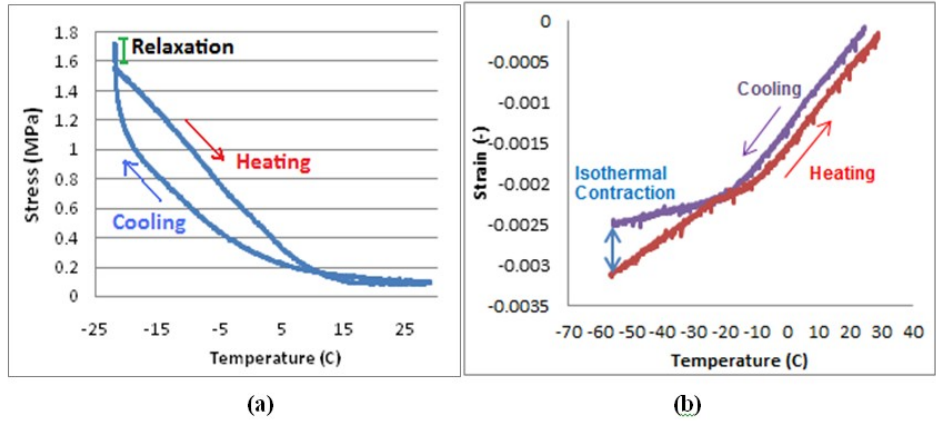 1.8
1.6
1.4
1.2
1
0.8
0.6
0.4
0.2
0
Stress (MPa)
Relaxation
Heating
Cooling
-25 -15 -5 5 15 25
Temperature (C)
(a)
0
-0.0005
-0.001
-0.0015
-0.002
-0.0025
-0.003
-0.0035
Strain (-)
Cooling
Isothermal
Contraction
Heating
-70 -60 -50 -40 -30 -20 -10 0 10 20 30 40
Temperature (C)
(b)